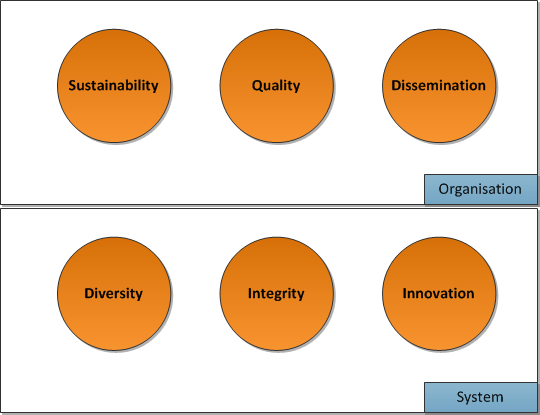 Sustainability
Quality
Dissemination
Organisation
Diversity
Integrity
Innovation
System